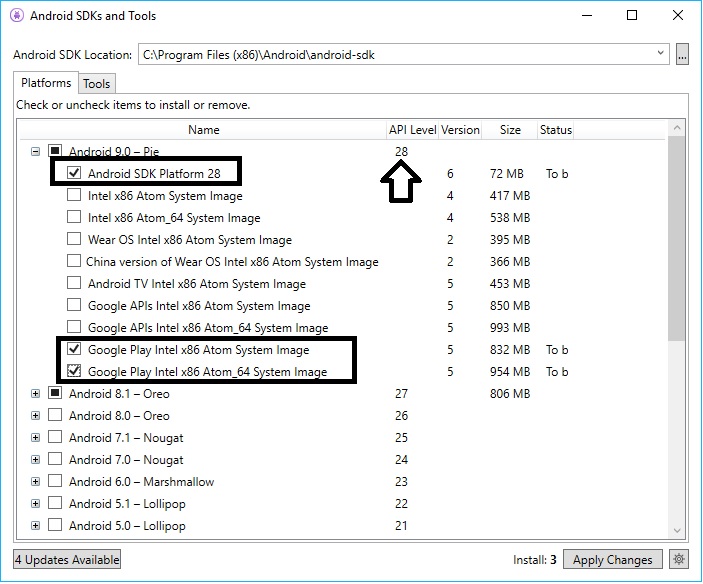 Android SDKs and Tools
Android SDK Location: C:\Program Files (x86)\Android\android-sdk ...
Platforms Tools
Check or uncheck items to install or remove.
Name API Level Version Size Status
Android 9.0 – Pie 28
Android SDK Platform 28 6 72 MB To b
Intel x86 Atom System Image 4 417 MB
Intel x86 Atom_64 System Image 4 538 MB
Wear OS Intel x86 Atom System Image 2 395 MB
China version of Wear OS Intel x86 Atom System Image 2 366 MB
Android TV Intel x86 Atom System Image 5 453 MB
Google APIs Intel x86 Atom System Image 5 850 MB
Google APIs Intel x86 Atom_64 System Image 5 993 MB
Google Play Intel x86 Atom System Image 5 832 MB To b
Google Play Intel x86 Atom_64 System Image 5 954 MB To b
Android 8.1 – Oreo 27 806 MB
Android 8.0 – Oreo 26
Android 7.1 – Nougat 25
Android 7.0 – Nougat 24
Android 6.0 – Marshmallow 23
Android 5.1 – Lollipop 22
Android 5.0 – Lollipop 21
4 Updates Available Install: 3 Apply Changes